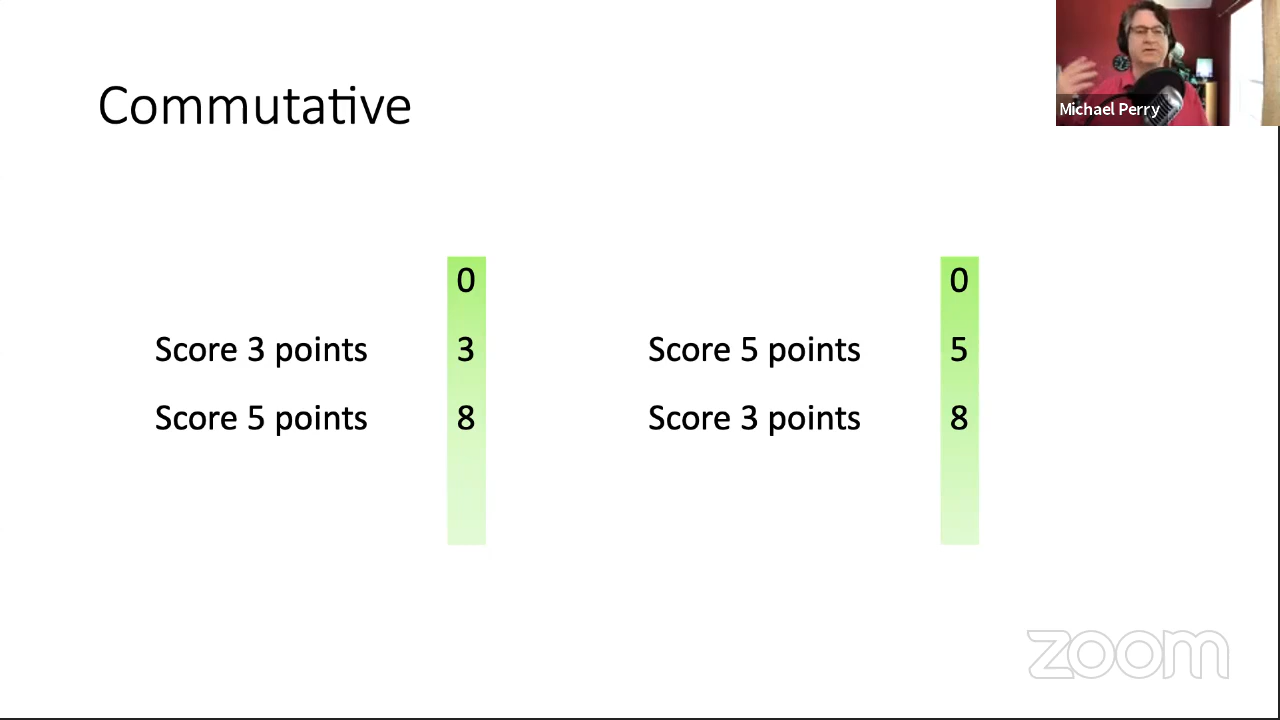 Commutative
Michael Perry
0
Score 3 points 3
Score 5 points 8
0
Score 5 points 5
Score 3 points 8
zoom